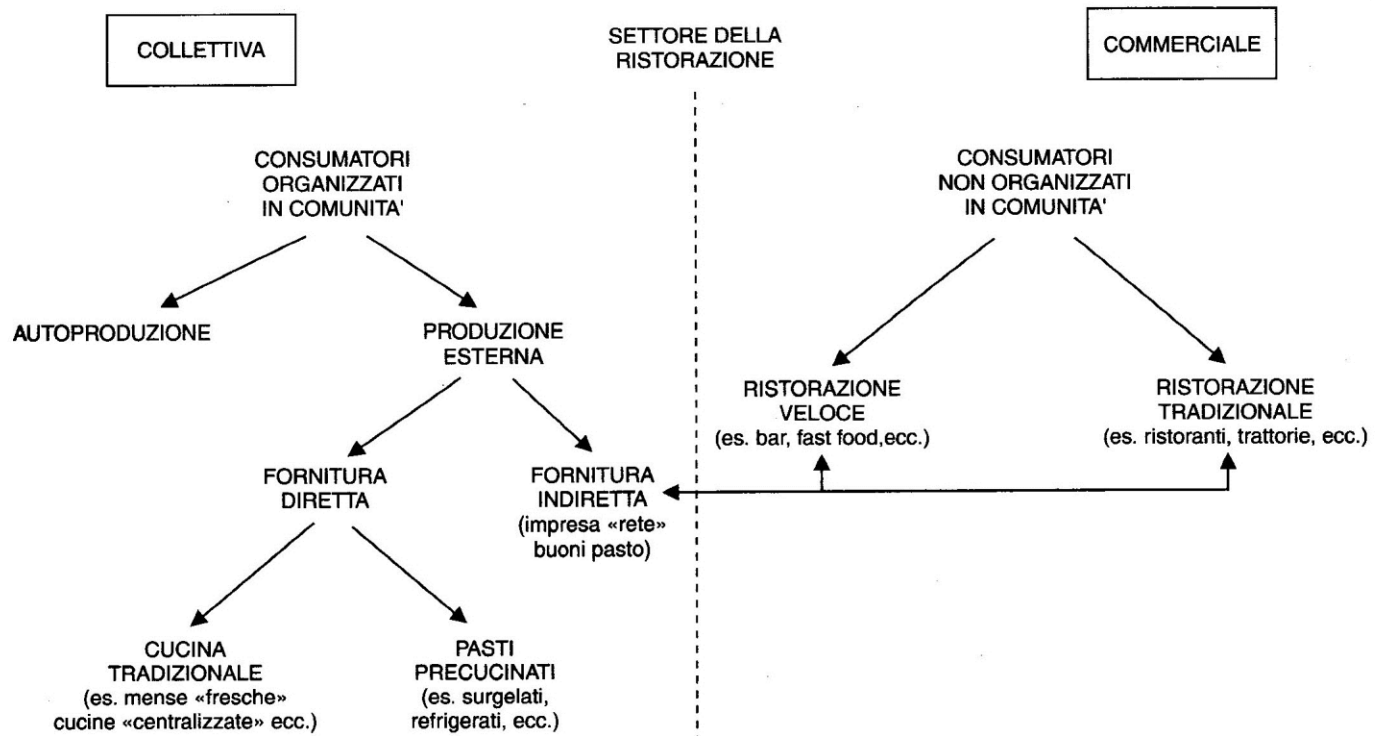 COLLETTIVA
SETTORE DELLA
RISTORAZIONE
COMMERCIALE
CONSUMATORI
ORGANIZZATI
IN COMUNITA'
CONSUMATORI
NON ORGANIZZATI
IN COMUNITA'
AUTOPRODUZIONE
PRODUZIONE
ESTERNA
RISTORAZIONE
VELOCE
(es. bar, fast food,ecc.)
RISTORAZIONE
TRADIZIONALE
(es. ristoranti, trattorie, ecc.)
FORNITURA
DIRETTA
FORNITURA
INDIRETTA
(impresa «rete»
buoni pasto)
CUCINA
TRADIZIONALE
(es. mense «fresche»
cucine «centralizzate» ecc.)
PASTI
PRECUCINATI
(es. surgelati,
refrigerati, ecc.)